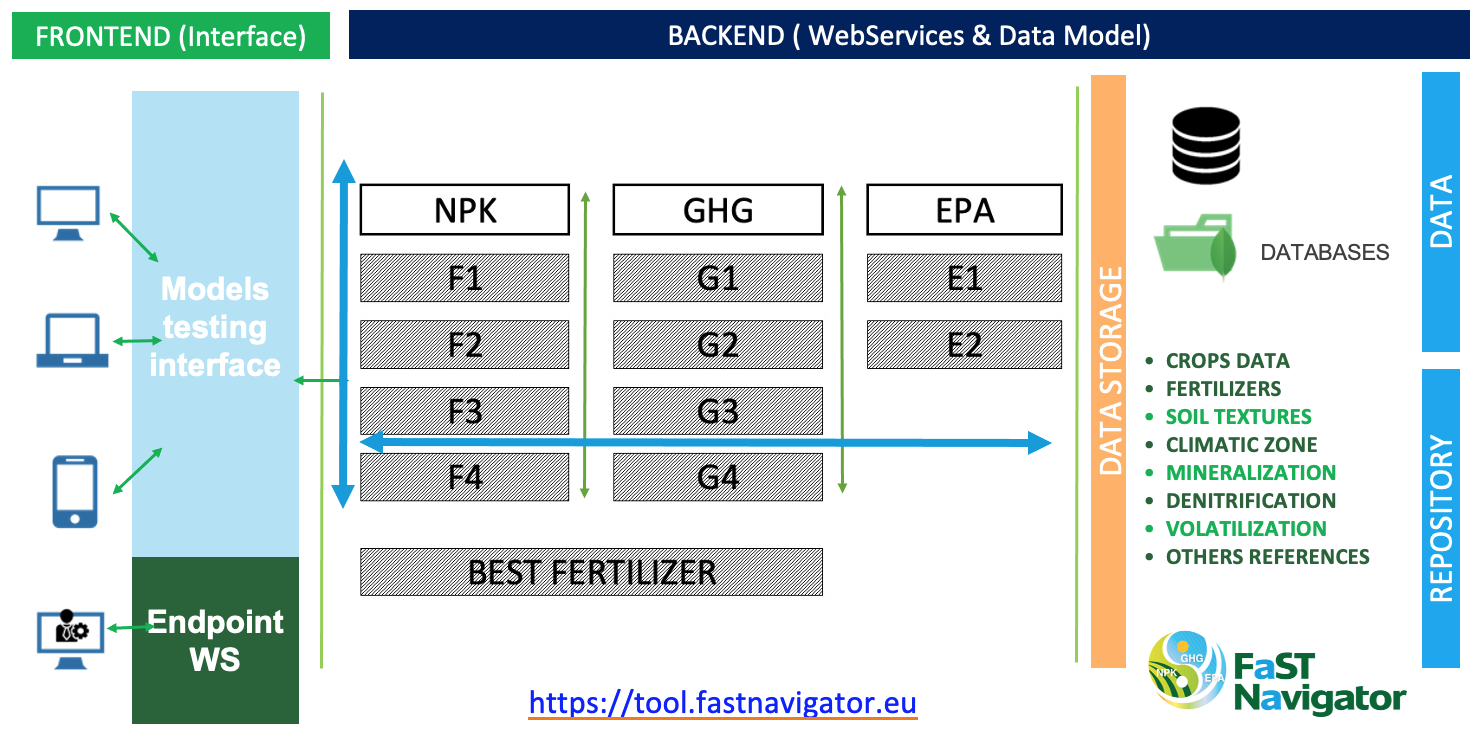 FRONTEND (Interface)
BACKEND ( WebServices & Data Model)
Models
testing
interface
Endpoint
WS
NPK
GHG
EPA
F1
G1
E1
F2
G2
E2
F3
G3
F4
G4
BEST FERTILIZER
https://tool.fastnavigator.eu
DATA STORAGE
DATABASES
• CROPS DATA
• FERTILIZERS
• SOIL TEXTURES
• CLIMATIC ZONE
• MINERALIZATION
• DENITRIFICATION
• VOLATILIZATION
• OTHERS REFERENCES
DATA
REPOSITORY
GHG
NPK
EPA
FaST
Navigator